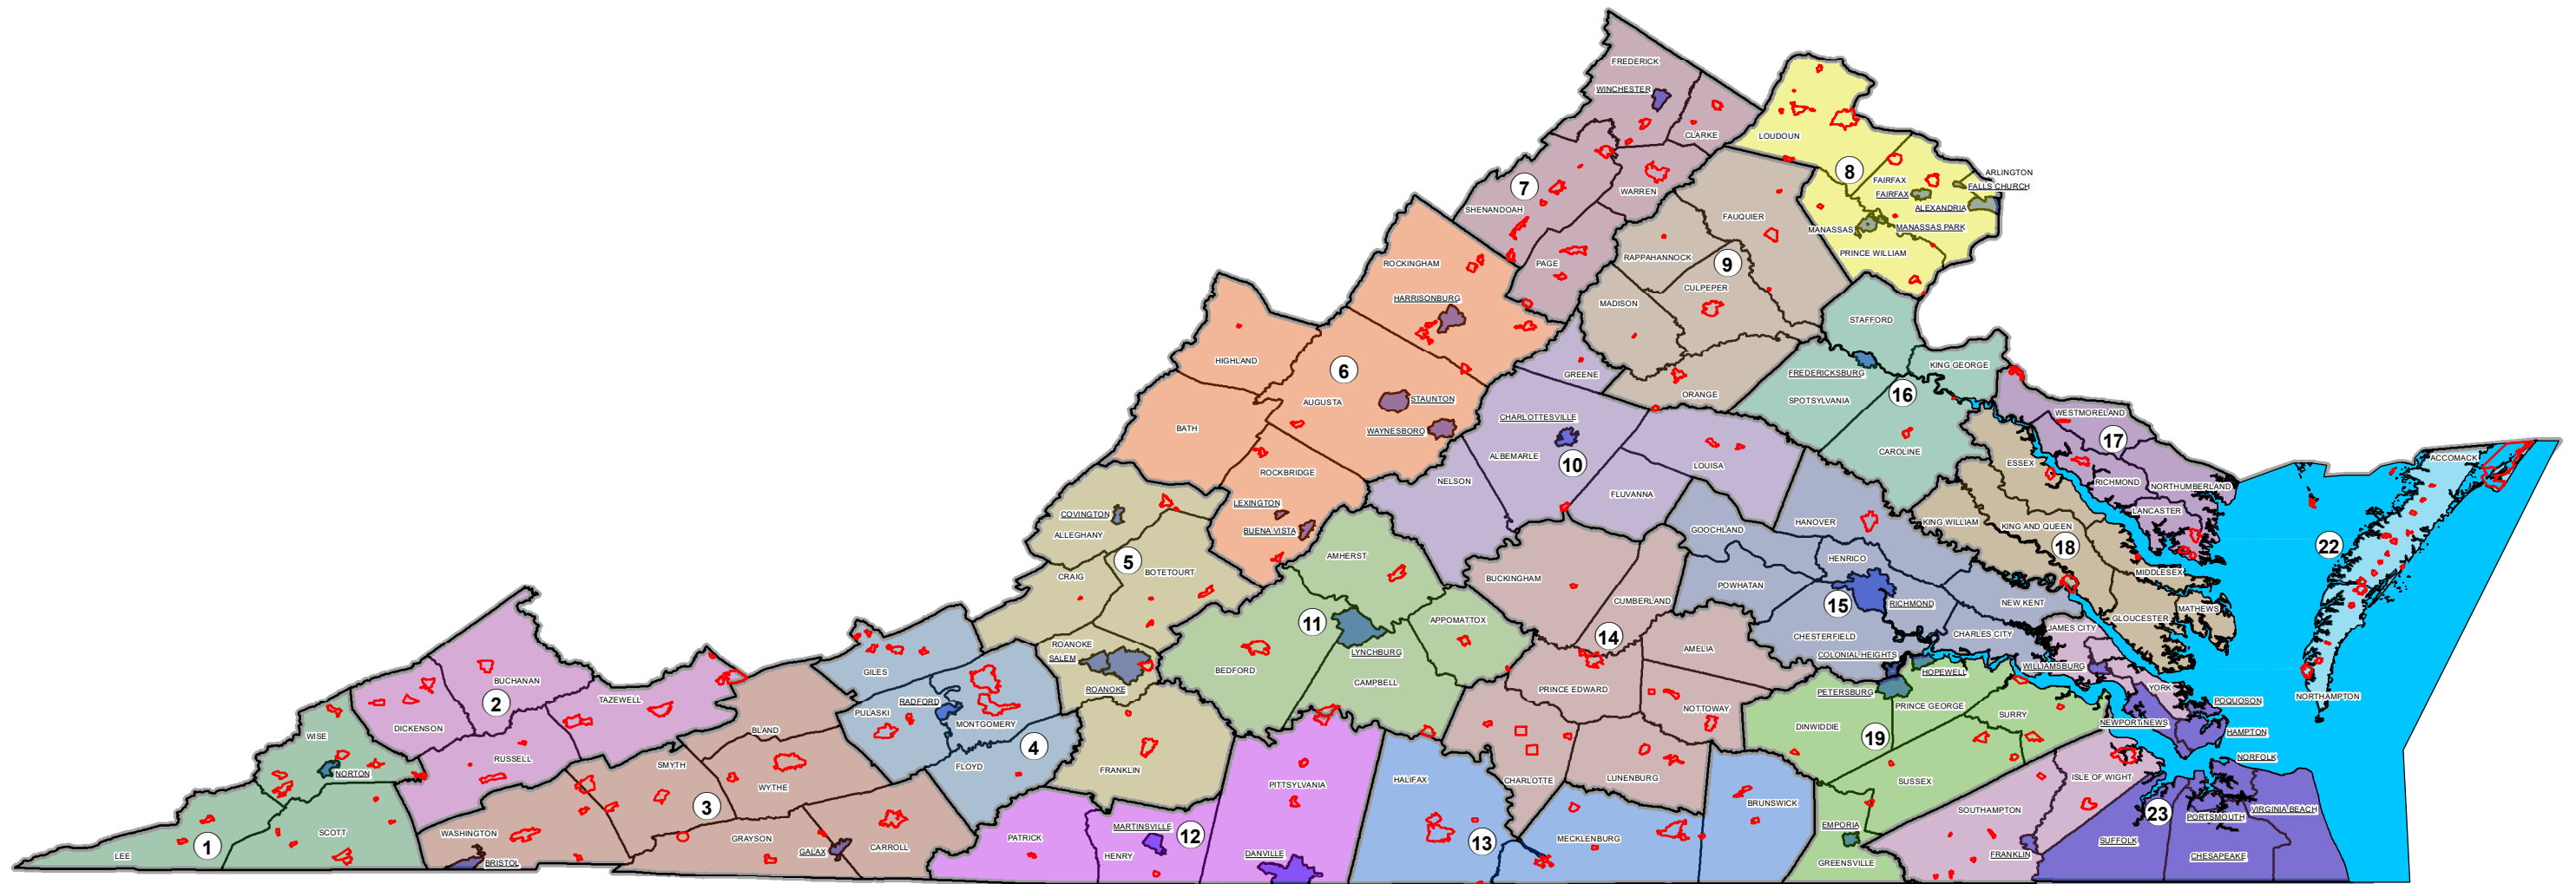 FREDERICK
WINCHESTER
CLARKE
LOUDOUN
7
SHENANDOAH
WARREN
PAGE
8
FAIRFAX
FAIRFAX
ARLINGTON
FALLS CHURCH
ALEXANDRIA
MANASSAS
MANASSAS PARK
PRINCE WILLIAM
FAUQUIER
RAPPAHANNOCK
9
CULPEPER
MADISON
ORANGE
ROCKINGHAM
HARRISONBURG
HIGHLAND
6
AUGUSTA
STAUNTON
WAYNESBORO
BATH
ROCKBRIDGE
LEXINGTON
BUENA VISTA
GREENE
CHARLOTTESVILLE
ALBEMARLE
10
NELSON
LOUISA
FLUVANNA
STAFFORD
FREDERICKSBURG
KING GEORGE
SPOTSYLVANIA
16
CAROLINE
WESTMORELAND
17
RICHMOND
NORTHUMBERLAND
LANCASTER
ESSEX
KING WILLIAM
KING AND QUEEN
18
MIDDLESEX
MATHEWS
GLOUCESTER
ACCOMACK
22
NORTHAMPTON
COVINGTON
ALLEGHANY
5
CRAIG
BOTETOURT
ROANOKE
SALEM
ROANOKE
FRANKLIN
AMHERST
11
BEDFORD
LYNCHBURG
APPOMATTOX
CAMPBELL
BUCKINGHAM
CUMBERLAND
14
PRINCE EDWARD
AMELIA
NOTTOWAY
CHARLOTTE
LUNENBURG
GOOCHLAND
HANOVER
HENRICO
POWHATAN
15
RICHMOND
NEW KENT
CHESTERFIELD
CHARLES CITY
COLONIAL HEIGHTS
JAMES CITY
WILLIAMSBURG
YORK
POQUOSON
NEWPORT NEWS
HAMPTON
NORFOLK
HOPEWELL
PETERSBURG
PRINCE GEORGE
SURRY
DINWIDDIE
19
SUSSEX
EMPORIA
GREENSVILLE
ISLE OF WIGHT
SOUTHAMPTON
FRANKLIN
23
SUFFOLK
PORTSMOUTH
VIRGINIA BEACH
CHESAPEAKE
GILES
PULASKI
RADFORD
MONTGOMERY
4
FLOYD
BUCHANAN
2
TAZEWELL
DICKENSON
RUSSELL
WISE
NORTON
LEE
1
SCOTT
BLAND
SMYTH
WYTHE
3
WASHINGTON
BRISTOL
GRAYSON
GALAX
CARROLL
PATRICK
HENRY
MARTINSVILLE
12
PITTSYLVANIA
DANVILLE
HALIFAX
13
MECKLENBURG
BRUNSWICK